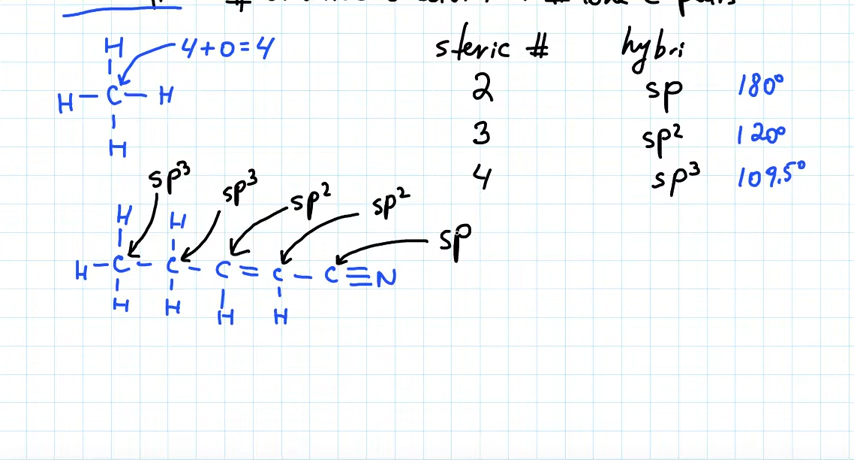 H 4+0=4 steric # hybri
H-C-H 2 sp 180°
H 3 sp² 120°
sp³ sp³ sp² sp² 4 sp³ 109.5°
H H sp
H-C-C-C=C-C≡N
H H H H